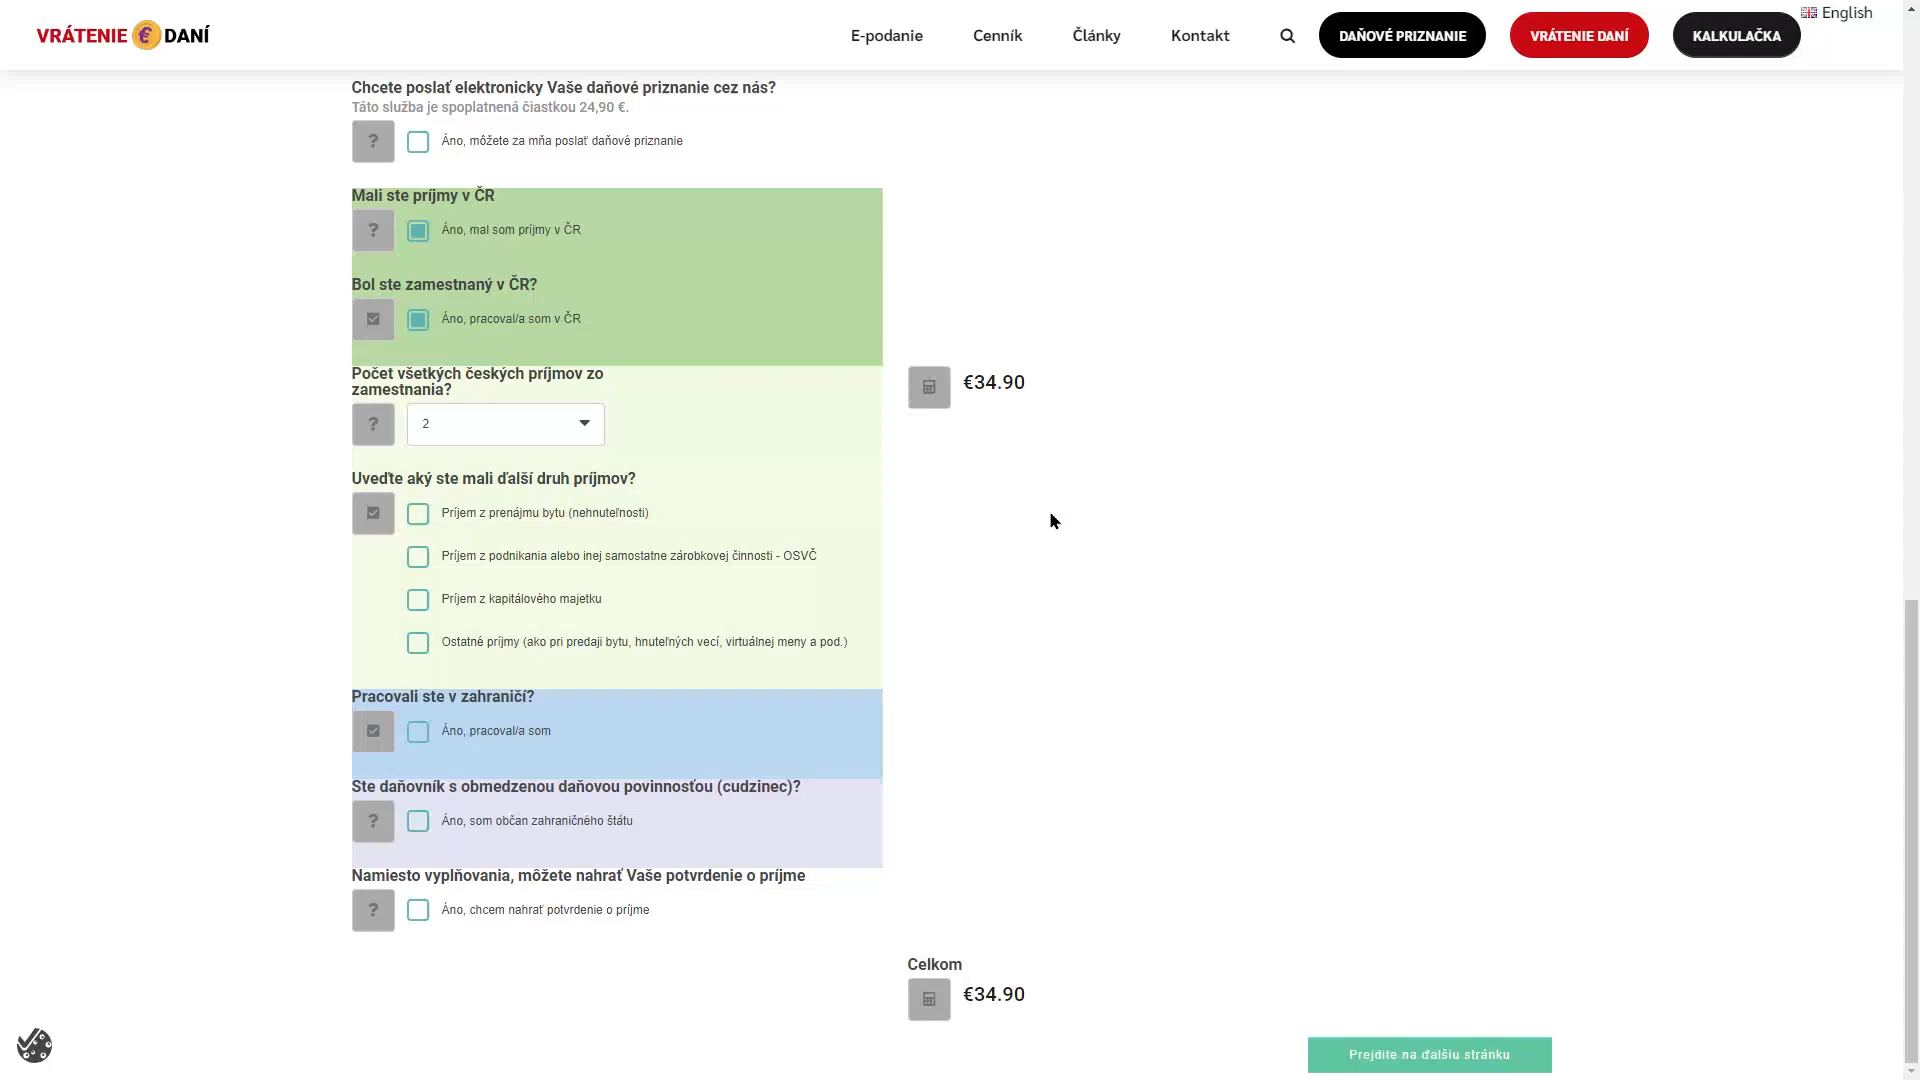 VRÁTENIE € DANÍ
E-podanie
Cenník
Články
Kontakt
DAŇOVÉ PRIZNANIE
VRÁTENIE DANÍ
KALKULAČKA
English
Chcete poslať elektronicky Vaše daňové priznanie cez nás?
Táto služba je spoplatnená čiastkou 24,90 €.
? Áno, môžete za mňa poslať daňové priznanie
Mali ste príjmy v ČR
? Áno, mal som príjmy v ČR
Bol ste zamestnaný v ČR?
Áno, pracoval/a som v ČR
Počet všetkých českých príjmov zo
zamestnania?
€34.90
? 2
Uveďte aký ste mali ďalší druh príjmov?
Príjem z prenájmu bytu (nehnuteľnosti)
Príjem z podnikania alebo inej samostatne zárobkovej činnosti - OSVČ
Príjem z kapitálového majetku
Ostatné príjmy (ako pri predaji bytu, hnuteľných vecí, virtuálnej meny a pod.)
Pracovali ste v zahraničí?
Áno, pracoval/a som
Ste daňovník s obmedzenou daňovou povinnosťou (cudzinec)?
? Áno, som občan zahraničného štátu
Namiesto vyplňovania, môžete nahrať Vaše potvrdenie o príjme
? Áno, chcem nahrať potvrdenie o príjme
Celkom
€34.90
Prejdite na ďalšiu stránku